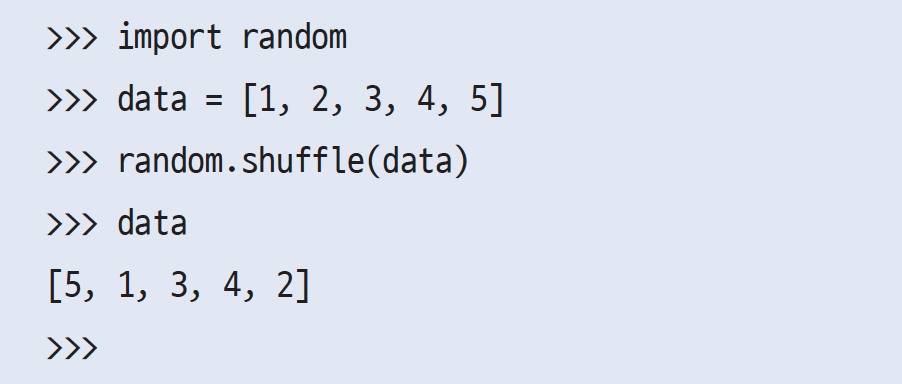 >>> import random
>>> data = [1, 2, 3, 4, 5]
>>> random.shuffle(data)
>>> data
[5, 1, 3, 4, 2]
>>>